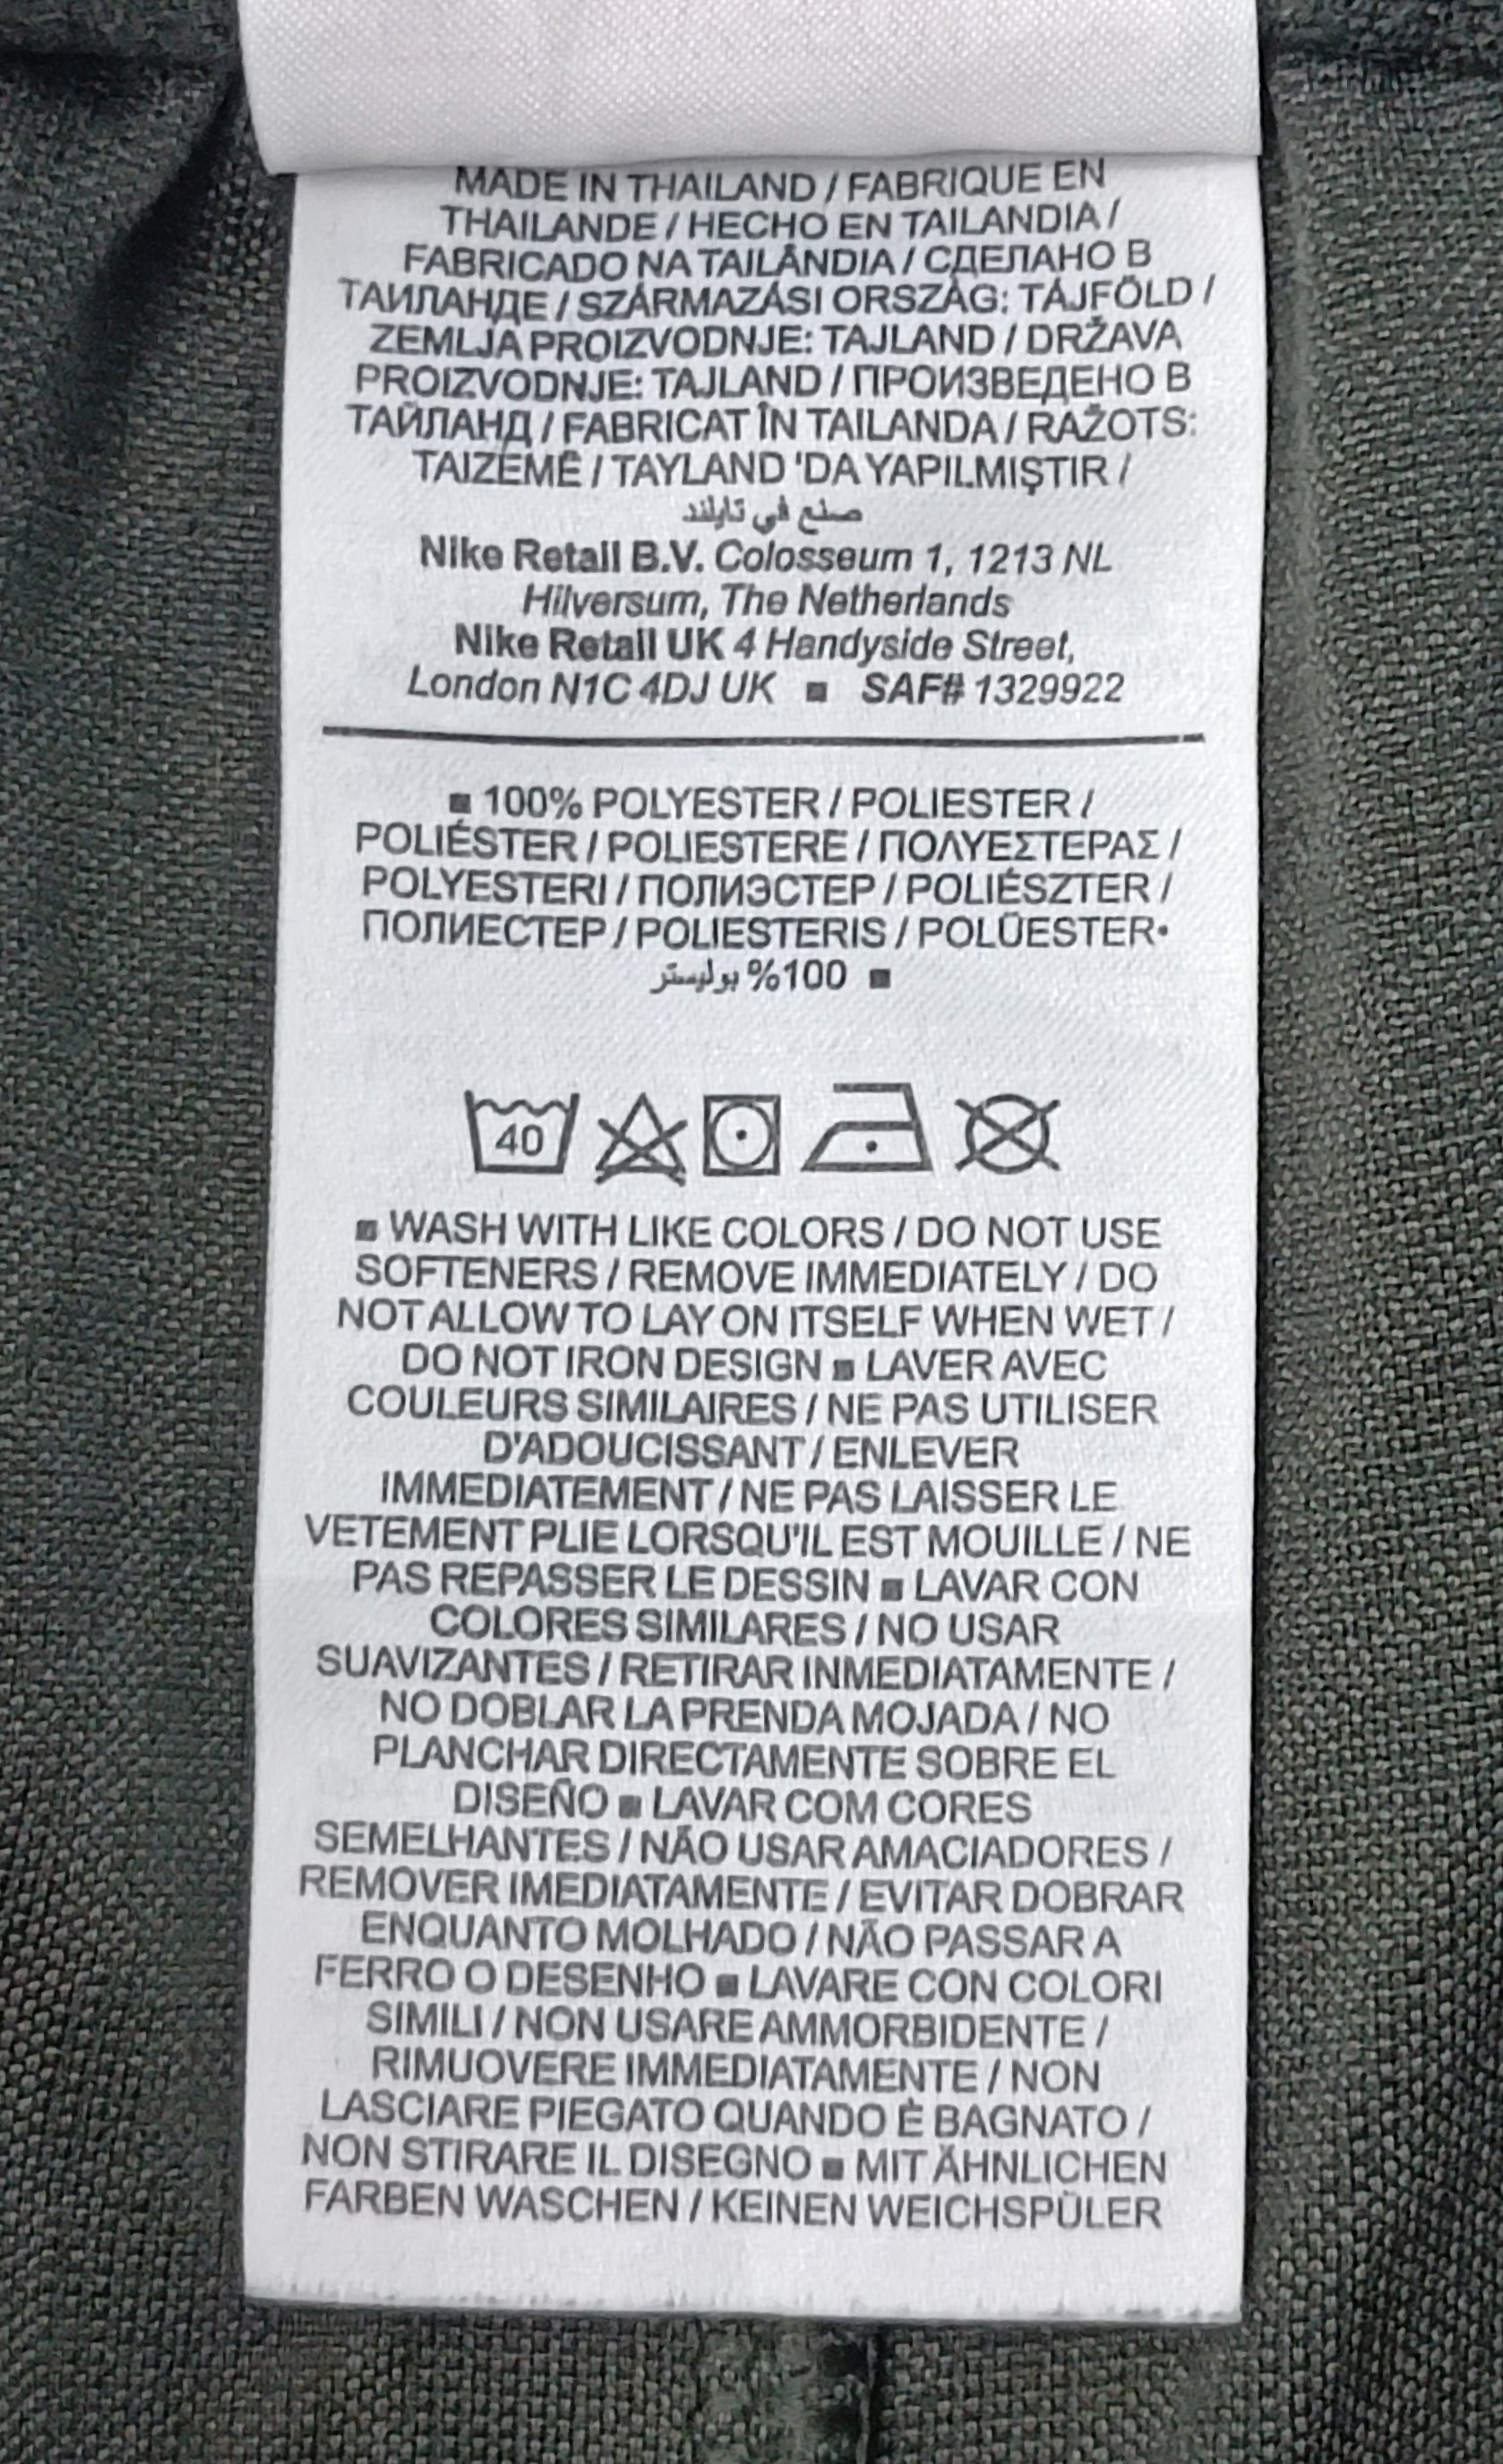 MADE IN THAILAND / FABRIQUE EN
THAILANDE / HECHO EN TAILANDIA /
FABRICADO NA TAILÂNDIA / СДЕЛАНО В
ТАИЛАНДЕ / SZÁRMAZÁSI ORSZÁG: TÁJFÖLD /
ZEMLJA PROIZVODNJE: TAJLAND / DRŽAVA
PROIZVODNJE: TAJLAND / ПРОИЗВЕДЕНО В
ТАЙЛАНД / FABRICAT ÎN TAILANDA / RAŽOTS:
TAIZEMĒ / TAYLAND 'DA YAPILMIŞTIR /
صنع في تايلند
Nike Retail B.V. Colosseum 1, 1213 NL
Hilversum, The Netherlands
Nike Retail UK 4 Handyside Street,
London N1C 4DJ UK ■ SAF# 1329922
■ 100% POLYESTER / POLIESTER /
POLIÉSTER / POLIESTERE / ΠΟΛΥΕΣΤΕΡΑΣ /
POLYESTERI / ПОЛИЭСТЕР / POLIÉSZTER /
ПОЛИЕСТЕР / POLIESTERIS / POLÜESTER•
■ 100% بوليستر
40
■ WASH WITH LIKE COLORS / DO NOT USE
SOFTENERS / REMOVE IMMEDIATELY / DO
NOT ALLOW TO LAY ON ITSELF WHEN WET /
DO NOT IRON DESIGN ■ LAVER AVEC
COULEURS SIMILAIRES / NE PAS UTILISER
D'ADOUCISSANT / ENLEVER
IMMEDIATEMENT / NE PAS LAISSER LE
VETEMENT PLIE LORSQU'IL EST MOUILLE / NE
PAS REPASSER LE DESSIN ■ LAVAR CON
COLORES SIMILARES / NO USAR
SUAVIZANTES / RETIRAR INMEDIATAMENTE /
NO DOBLAR LA PRENDA MOJADA / NO
PLANCHAR DIRECTAMENTE SOBRE EL
DISEÑO ■ LAVAR COM CORES
SEMELHANTES / NÃO USAR AMACIADORES /
REMOVER IMEDIATAMENTE / EVITAR DOBRAR
ENQUANTO MOLHADO / NÃO PASSAR A
FERRO O DESENHO ■ LAVARE CON COLORI
SIMILI / NON USARE AMMORBIDENTE /
RIMUOVERE IMMEDIATAMENTE / NON
LASCIARE PIEGATO QUANDO È BAGNATO /
NON STIRARE IL DISEGNO ■ MIT ÄHNLICHEN
FARBEN WASCHEN / KEINEN WEICHSPÜLER